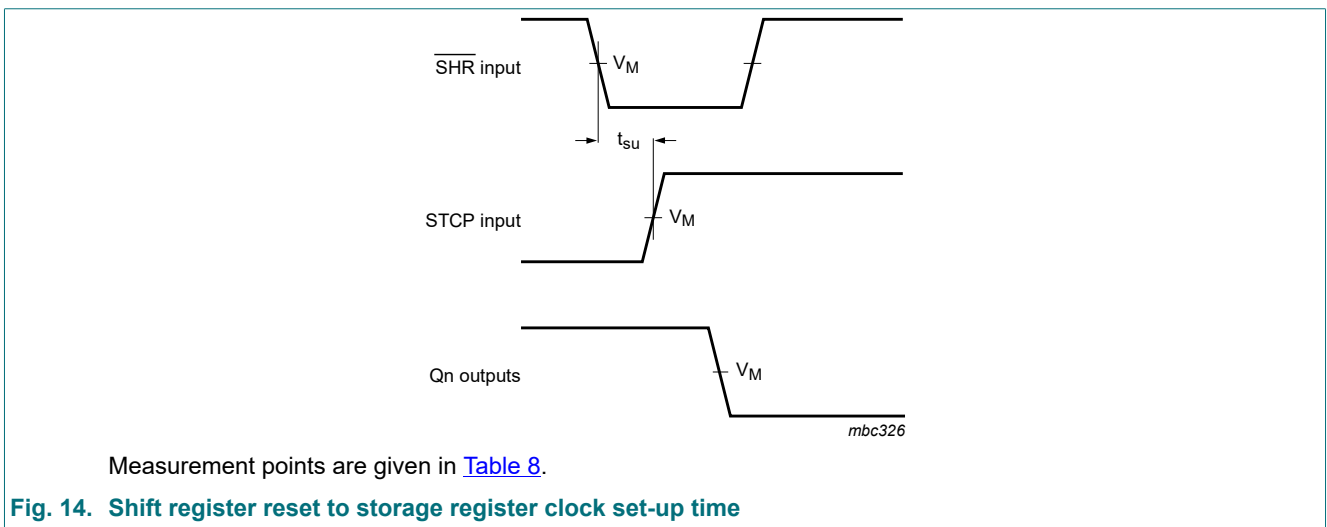 SHR input
VM
tsu
STCP input
VM
Qn outputs
VM
mbc326
Measurement points are given in Table 8.
Fig. 14. Shift register reset to storage register clock set-up time